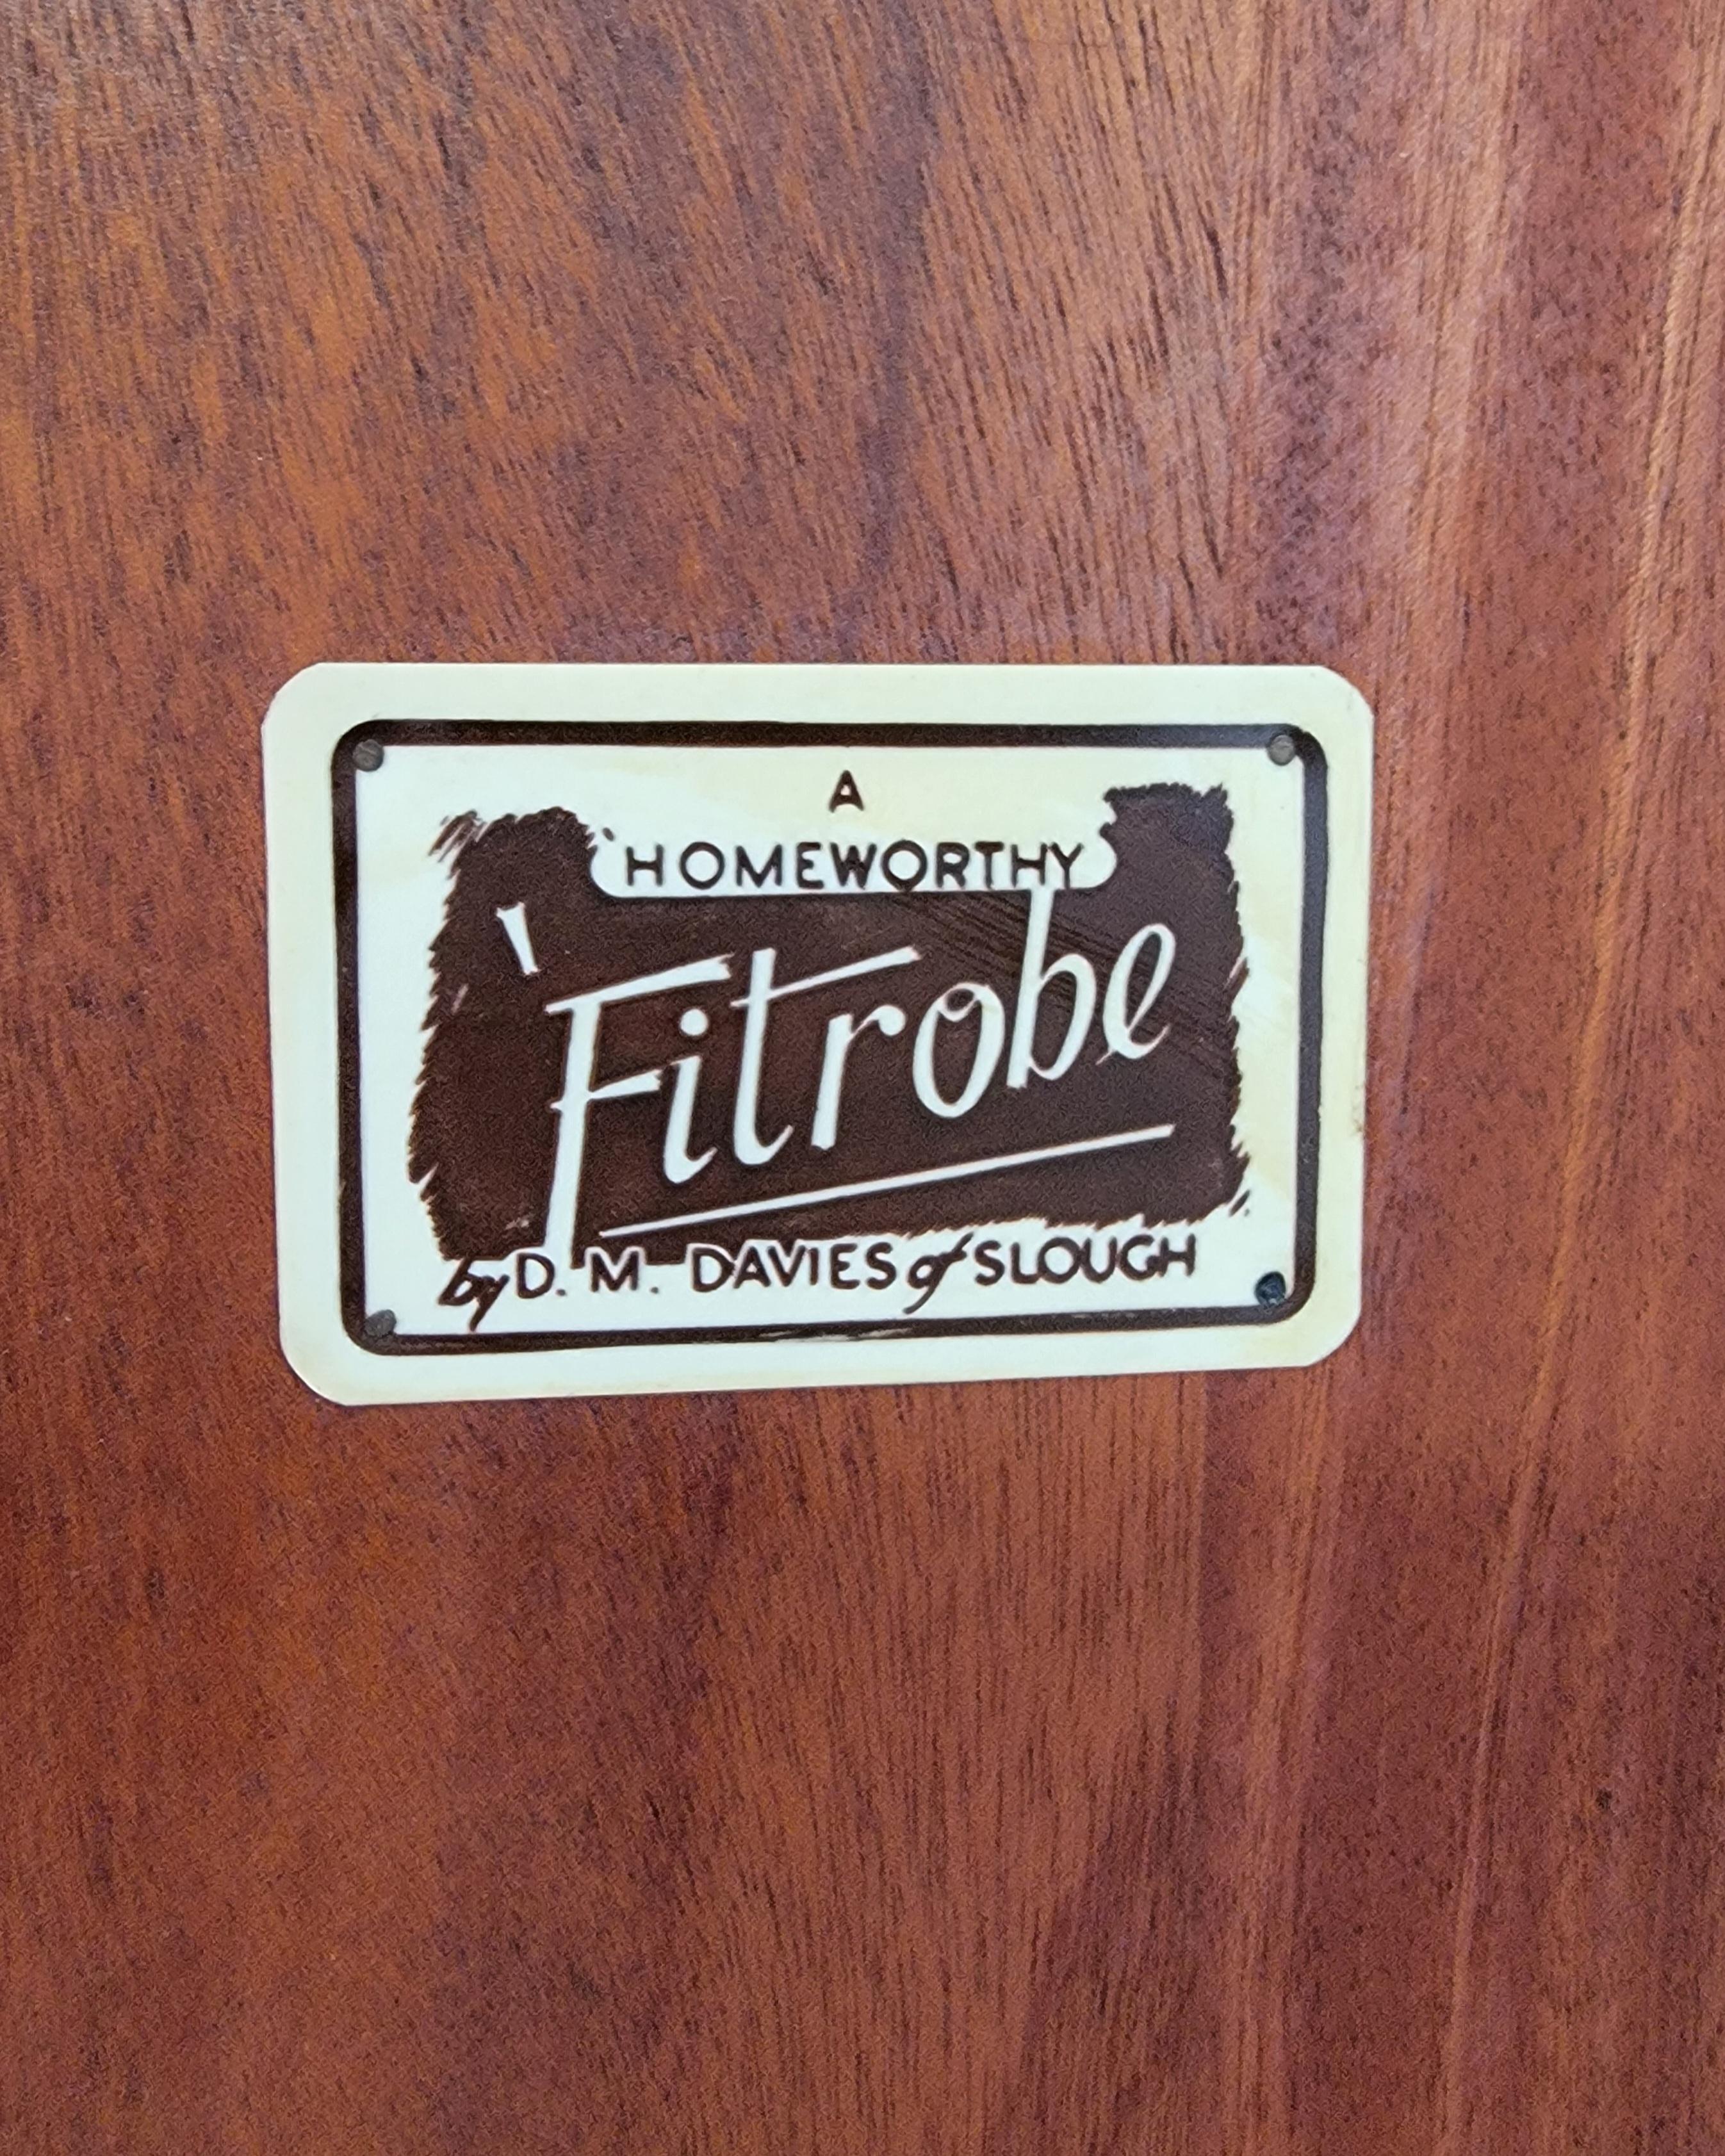 A
'HOMEWORTHY
'Fitrobe
by D. M. DAVIES of SLOUGH